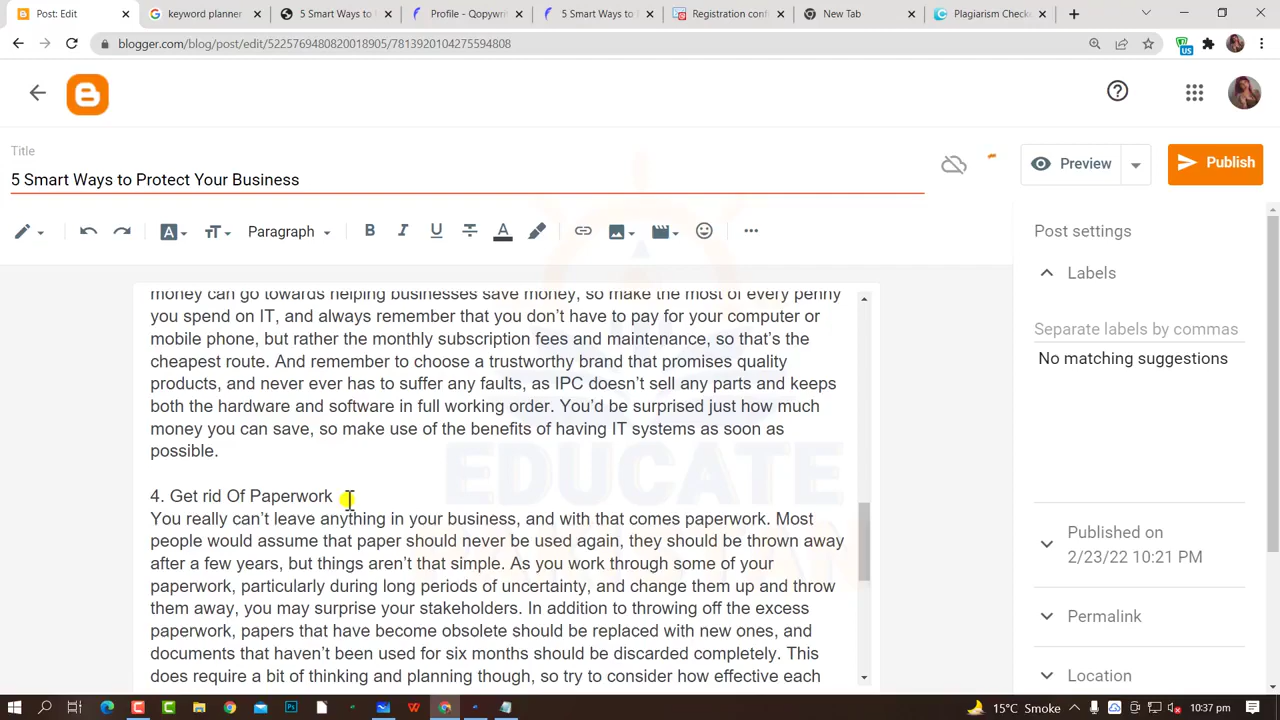 Post: Edit
keyword planner
5 Smart Ways to
Profile - Qopywrit
5 Smart Ways to
Registration conf
New Tab
Plagiarism Check
blogger.com/blog/post/edit/5225769480820018905/7813920104275594808
US
Title
5 Smart Ways to Protect Your Business
Preview
Publish
Paragraph
Post settings
Labels
Separate labels by commas
No matching suggestions
money can go towards helping businesses save money, so make the most of every penny
you spend on IT, and always remember that you don't have to pay for your computer or
mobile phone, but rather the monthly subscription fees and maintenance, so that's the
cheapest route. And remember to choose a trustworthy brand that promises quality
products, and never ever has to suffer any faults, as IPC doesn't sell any parts and keeps
both the hardware and software in full working order. You'd be surprised just how much
money you can save, so make use of the benefits of having IT systems as soon as
possible.
4. Get rid Of Paperwork
You really can't leave anything in your business, and with that comes paperwork. Most
people would assume that paper should never be used again, they should be thrown away
after a few years, but things aren't that simple. As you work through some of your
paperwork, particularly during long periods of uncertainty, and change them up and throw
them away, you may surprise your stakeholders. In addition to throwing off the excess
paperwork, papers that have become obsolete should be replaced with new ones, and
documents that haven't been used for six months should be discarded completely. This
does require a bit of thinking and planning though, so try to consider how effective each
EDUCATE
Published on
2/23/22 10:21 PM
Permalink
Location
15°C Smoke
10:37 pm